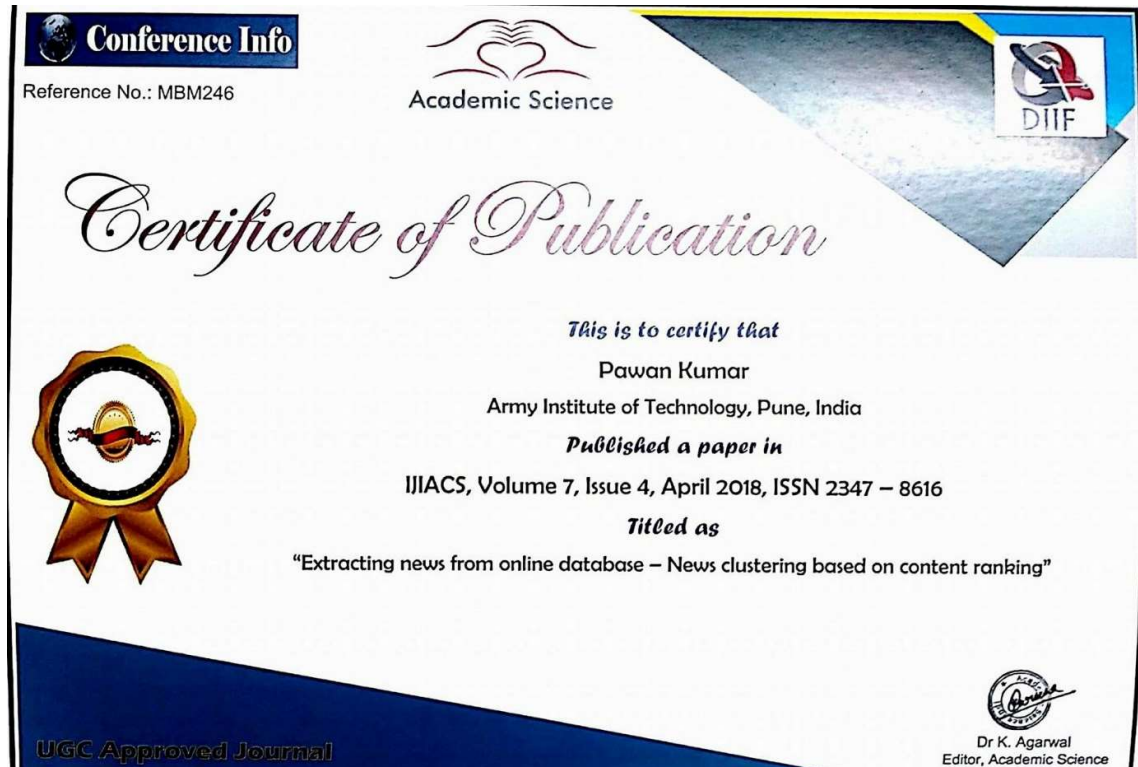 Conference Info
Reference No.: MBM246
Academic Science
DIIF
Certificate of Publication
This is to certify that
Pawan Kumar
Army Institute of Technology, Pune, India
Published a paper in
IJIACS, Volume 7, Issue 4, April 2018, ISSN 2347 – 8616
Titled as
“Extracting news from online database – News clustering based on content ranking”
UGC Approved Journal
Dr K. Agarwal
Editor, Academic Science